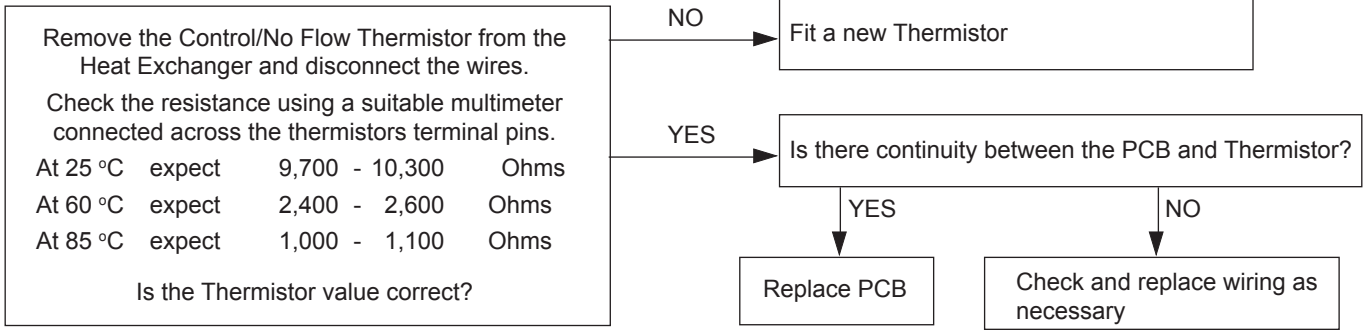 Remove the Control/No Flow Thermistor from the
Heat Exchanger and disconnect the wires.
Check the resistance using a suitable multimeter
connected across the thermistors terminal pins.
At 25 °C expect 9,700 - 10,300 Ohms
At 60 °C expect 2,400 - 2,600 Ohms
At 85 °C expect 1,000 - 1,100 Ohms
Is the Thermistor value correct?
NO
Fit a new Thermistor
YES
Is there continuity between the PCB and Thermistor?
YES
Replace PCB
NO
Check and replace wiring as
necessary